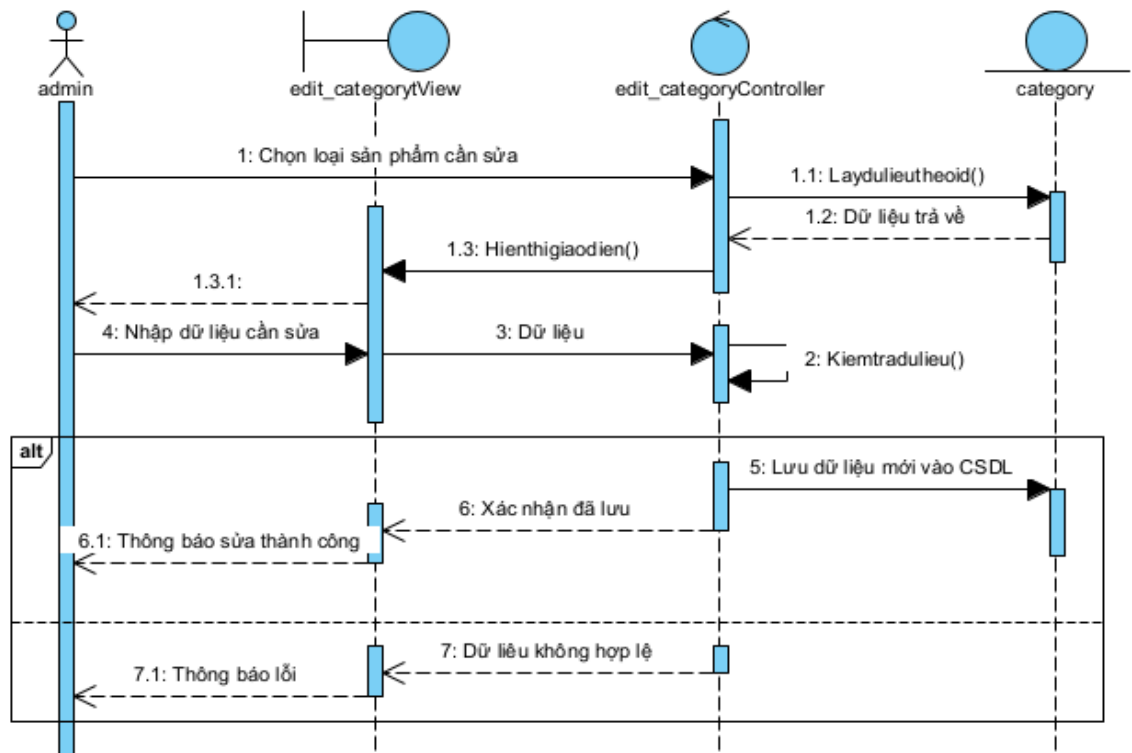 admin
edit_categorytView
edit_categoryController
category
1: Chọn loại sản phẩm cần sửa
1.1: Laydulieutheoid()
1.2: Dữ liệu trả về
1.3: Hienthigiaodien()
1.3.1:
4: Nhập dữ liệu cần sửa
3: Dữ liệu
2: Kiemtradulieu()
alt
5: Lưu dữ liệu mới vào CSDL
6: Xác nhận đã lưu
6.1: Thông báo sửa thành công
7: Dữ liêu không hợp lệ
7.1: Thông báo lỗi